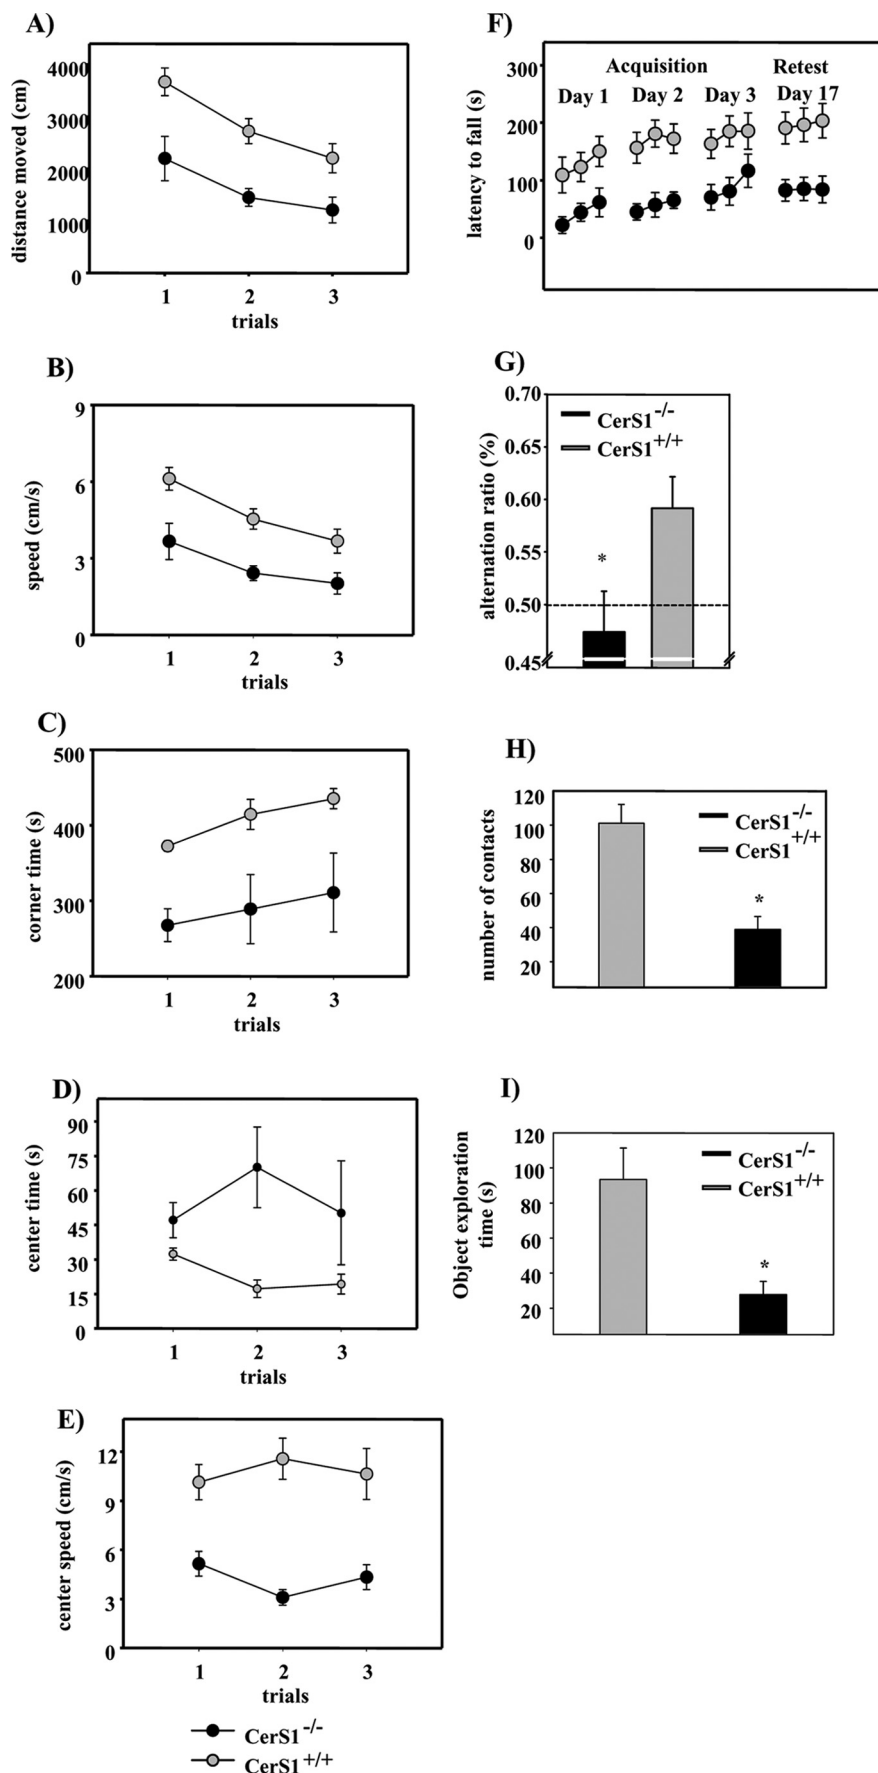 A)
distance moved (cm)
4000
3000
2000
1000
0
1 2 3
trials
B)
speed (cm/s)
9
6
3
0
1 2 3
trials
C)
corner time (s)
500
400
300
200
1 2 3
trials
D)
center time (s)
90
75
60
45
30
15
0
1 2 3
trials
E)
center speed (cm/s)
12
9
6
3
0
1 2 3
trials
CerS1-/-
CerS1+/+
F)
latency to fall (s)
300
200
100
0
Acquisition Retest
Day 1 Day 2 Day 3 Day 17
G)
alternation ratio (%)
0.70
0.65
0.60
0.55
0.50
0.45
CerS1-/-
CerS1+/+
*
H)
number of contacts
120
100
80
60
40
20
CerS1-/-
CerS1+/+
*
I)
Object exploration
time (s)
120
100
80
60
40
20
CerS1-/-
CerS1+/+
*